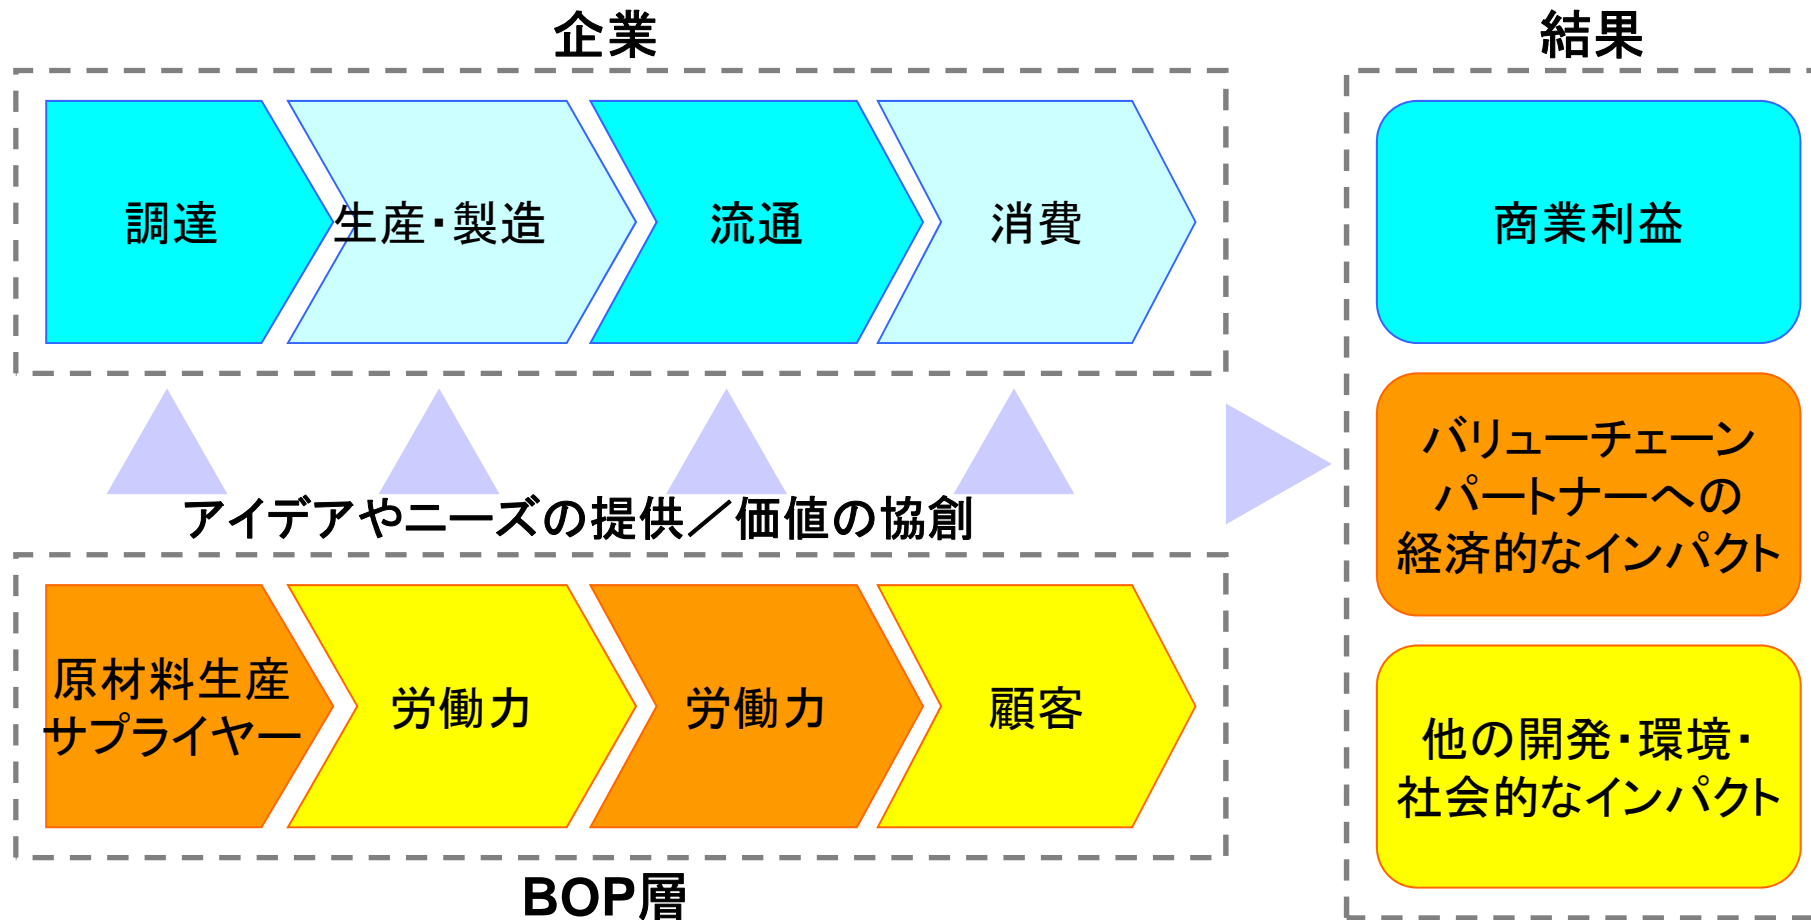 企業
結果
調達
生産・製造
流通
消費
商業利益
バリューチェーン
パートナーへの
経済的なインパクト
アイデアやニーズの提供／価値の協創
原材料生産
サプライヤー
労働力
労働力
顧客
他の開発・環境・
社会的なインパクト
BOP層